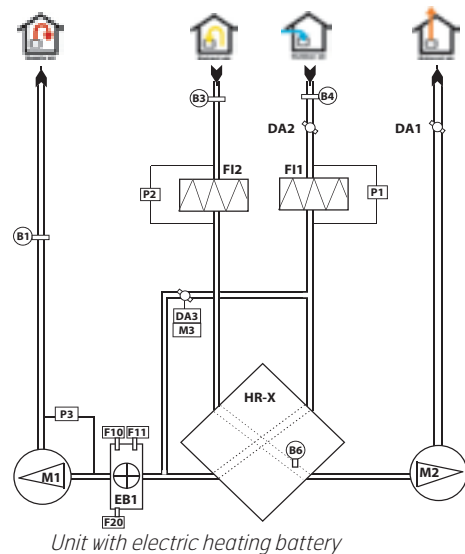 B3
B4
DA2
DA1
FI2
FI1
P2
P1
B1
DA3
M3
HR-X
P3
F10
F11
B6
M1
M2
EB1
F20
Unit with electric heating battery